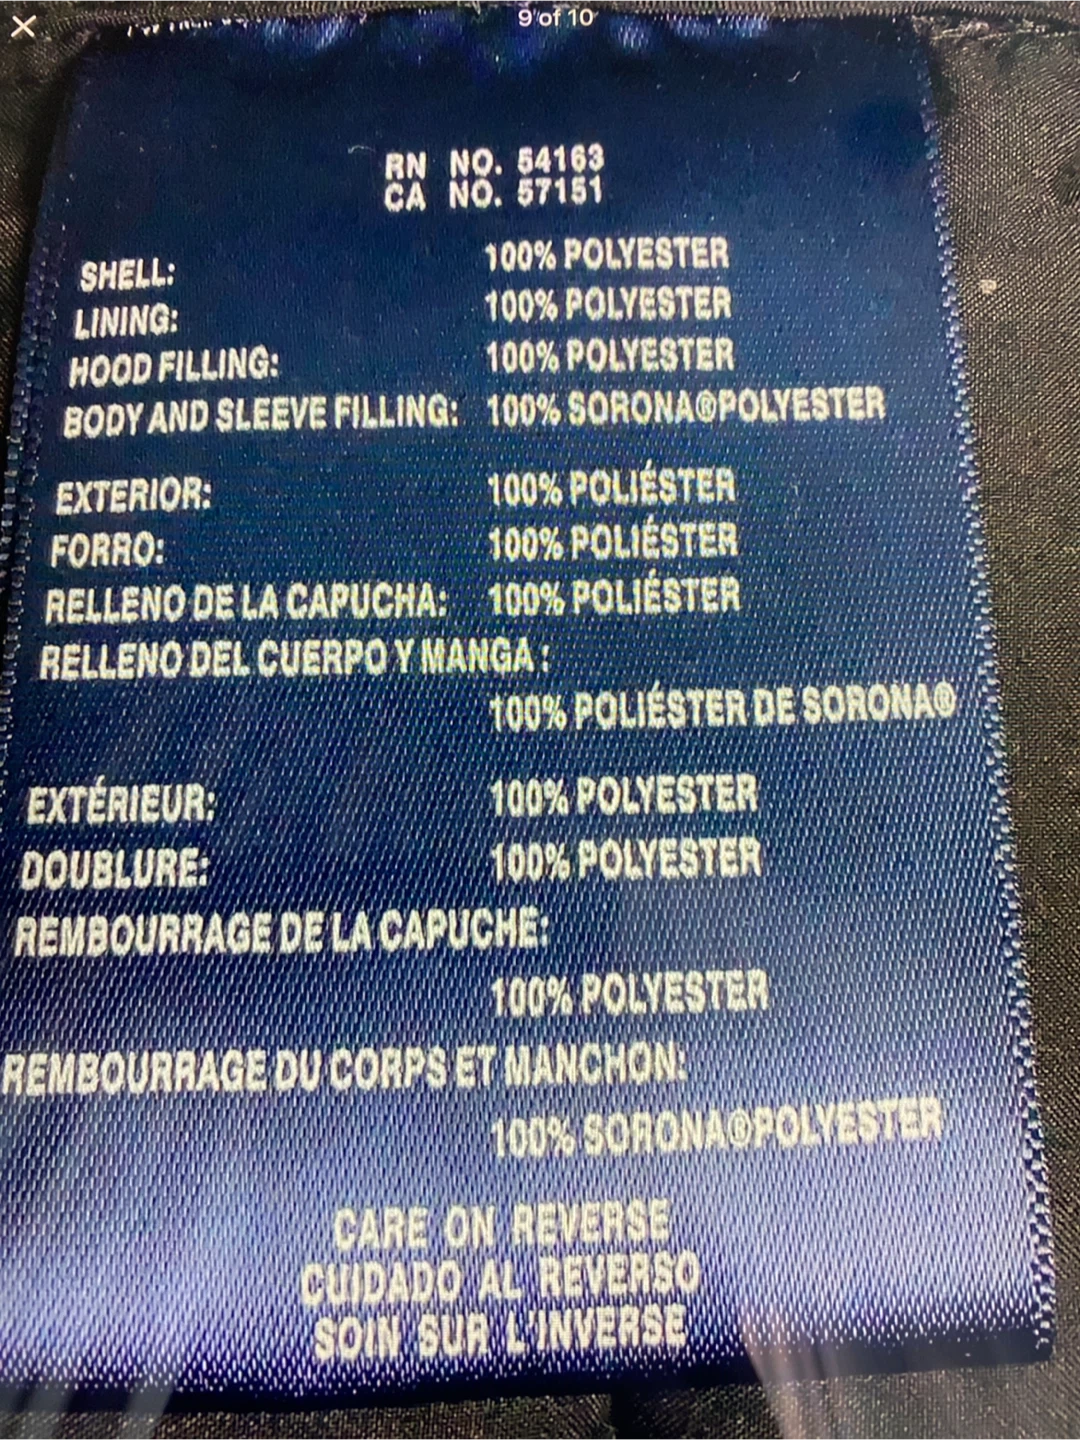 9 of 10
RN NO. 54163
CA NO. 57151
SHELL: 100% POLYESTER
LINING: 100% POLYESTER
HOOD FILLING: 100% POLYESTER
BODY AND SLEEVE FILLING: 100% SORONA®POLYESTER
EXTERIOR: 100% POLIÉSTER
FORRO: 100% POLIÉSTER
RELLENO DE LA CAPUCHA: 100% POLIÉSTER
RELLENO DEL CUERPO Y MANGA :
100% POLIÉSTER DE SORONA®
EXTÉRIEUR: 100% POLYESTER
DOUBLURE: 100% POLYESTER
REMBOURRAGE DE LA CAPUCHE:
100% POLYESTER
REMBOURRAGE DU CORPS ET MANCHON:
100% SORONA®POLYESTER
CARE ON REVERSE
CUIDADO AL REVERSO
SOIN SUR L'INVERSE